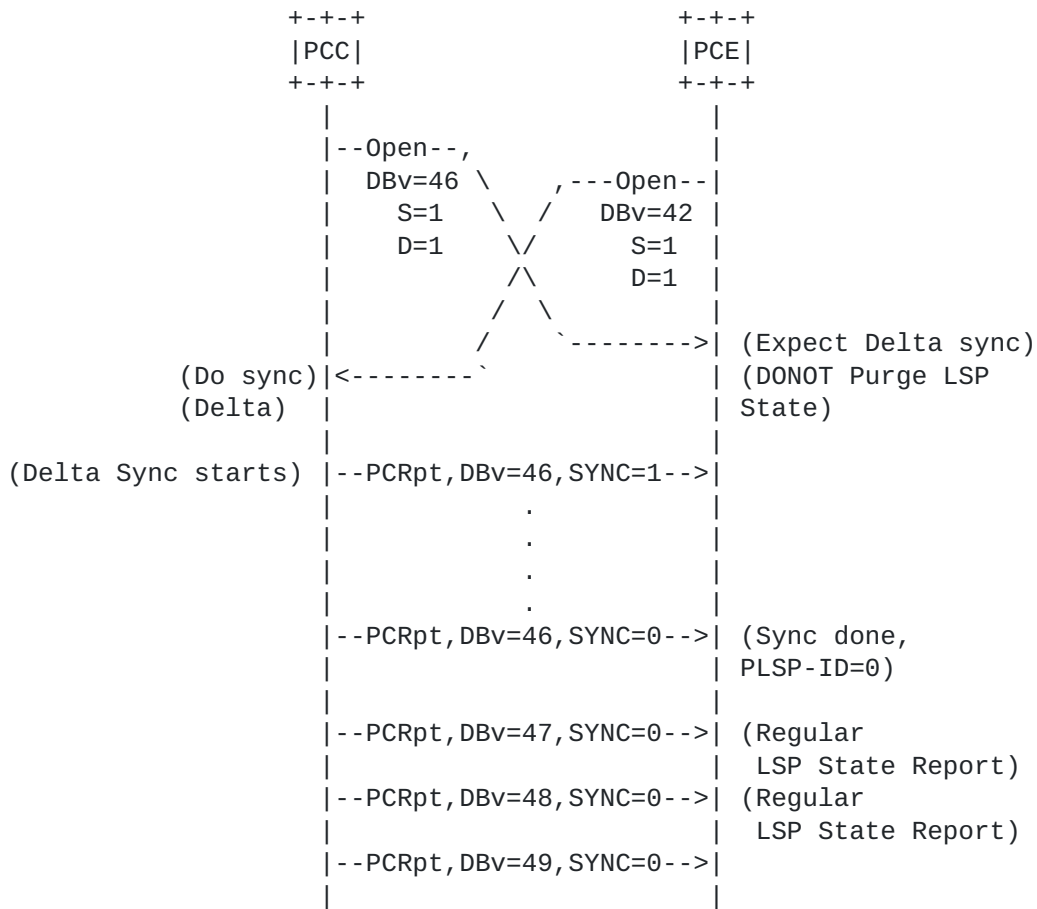 +-+-+                    +-+-+
|PCC|                    |PCE|
+-+-+                    +-+-+
|                        |
|--Open--,               |
|  DBv=46 \    ,---Open--|
|    S=1   \  /   DBv=42 |
|    D=1    \/      S=1  |
|           /\      D=1  |
|          /  \          |
|         /    `-------->| (Expect Delta sync)
(Do sync)|<--------`              | (DONOT Purge LSP
(Delta)  |                        | State)
|                        |
(Delta Sync starts) |--PCRpt,DBv=46,SYNC=1-->|
|            .           |
|            .           |
|            .           |
|            .           |
|--PCRpt,DBv=46,SYNC=0-->| (Sync done,
|                        | PLSP-ID=0)
|                        |
|--PCRpt,DBv=47,SYNC=0-->| (Regular
|                        |  LSP State Report)
|--PCRpt,DBv=48,SYNC=0-->| (Regular
|                        |  LSP State Report)
|--PCRpt,DBv=49,SYNC=0-->|
|                        |